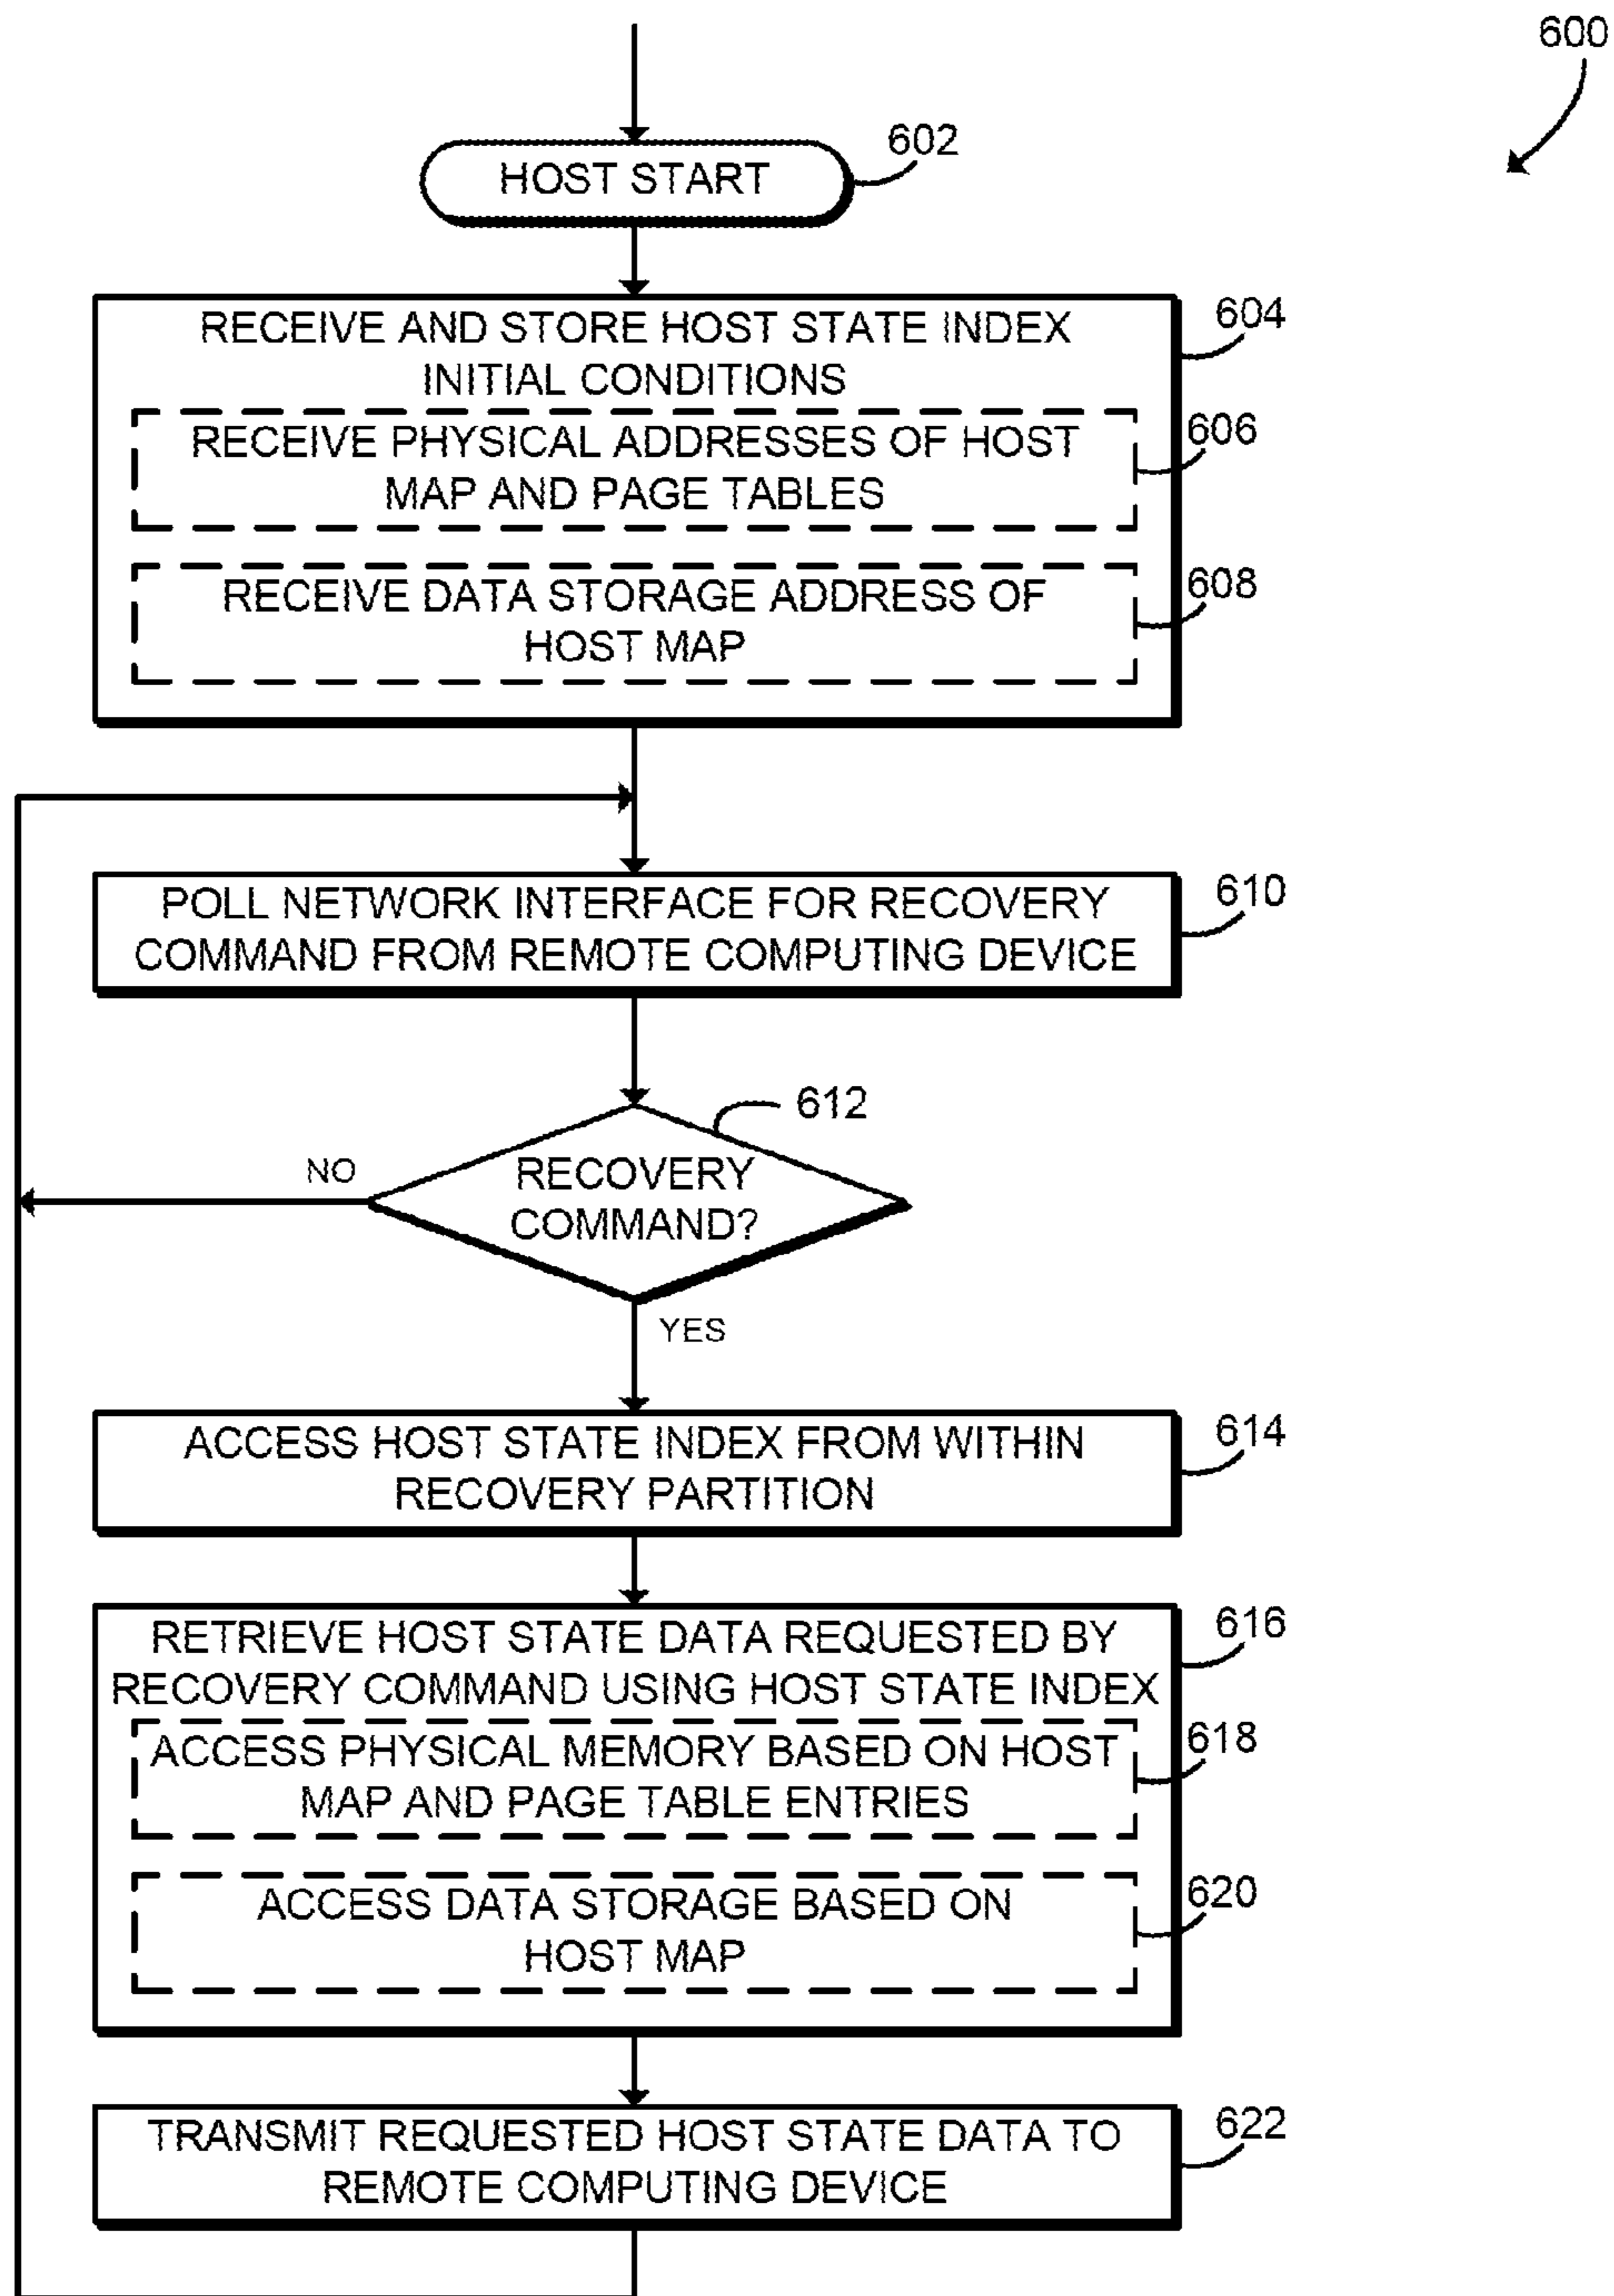 600
602
HOST START
604
RECEIVE AND STORE HOST STATE INDEX
INITIAL CONDITIONS
606
RECEIVE PHYSICAL ADDRESSES OF HOST
MAP AND PAGE TABLES
608
RECEIVE DATA STORAGE ADDRESS OF
HOST MAP
610
POLL NETWORK INTERFACE FOR RECOVERY
COMMAND FROM REMOTE COMPUTING DEVICE
612
NO
RECOVERY
COMMAND?
YES
614
ACCESS HOST STATE INDEX FROM WITHIN
RECOVERY PARTITION
616
RETRIEVE HOST STATE DATA REQUESTED BY
RECOVERY COMMAND USING HOST STATE INDEX
618
ACCESS PHYSICAL MEMORY BASED ON HOST
MAP AND PAGE TABLE ENTRIES
620
ACCESS DATA STORAGE BASED ON
HOST MAP
622
TRANSMIT REQUESTED HOST STATE DATA TO
REMOTE COMPUTING DEVICE